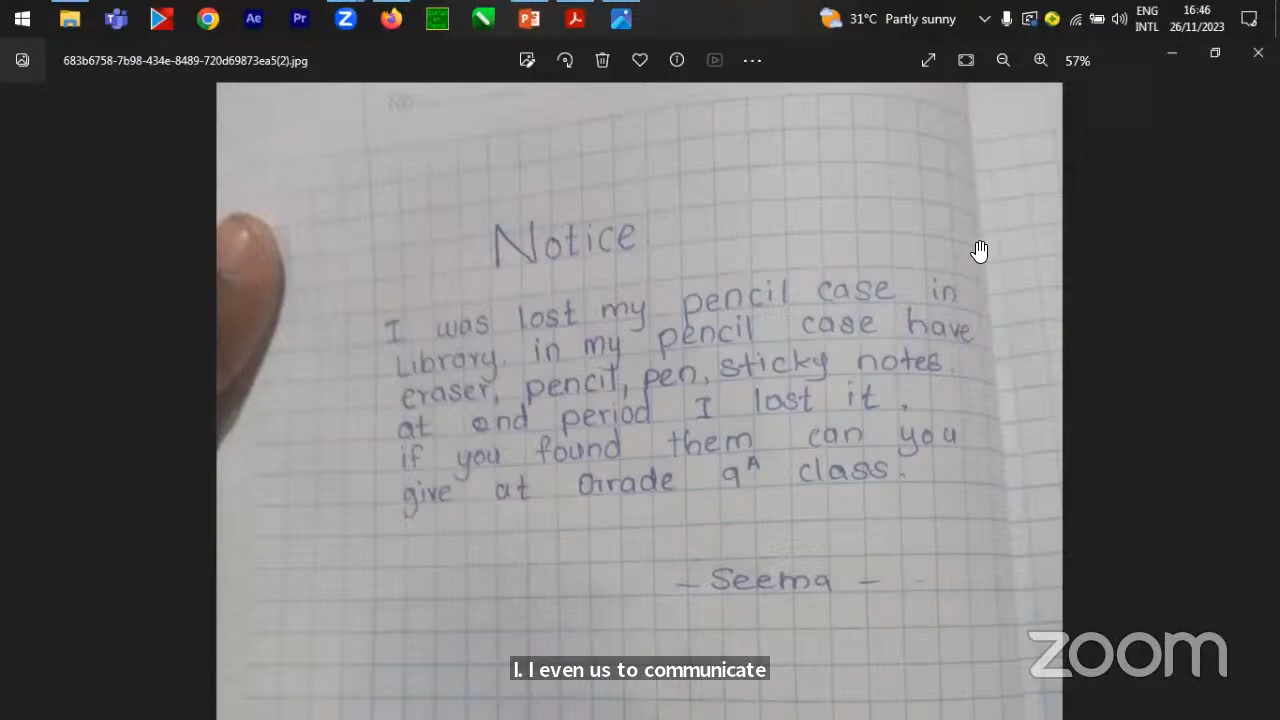 Ae
Pr
31°C Partly sunny
ENG
INTL
16:46
26/11/2023
683b6758-7b98-434e-8489-720d69873ea5(2).jpg
57%
No
Notice
I was lost my pencil case in
Library. in my pencil case have
eraser, pencil, pen, sticky notes.
at 2nd period I lost it.
if you found them can you
give at Grade 9A class.
- Seema -
zoom
I. I even us to communicate